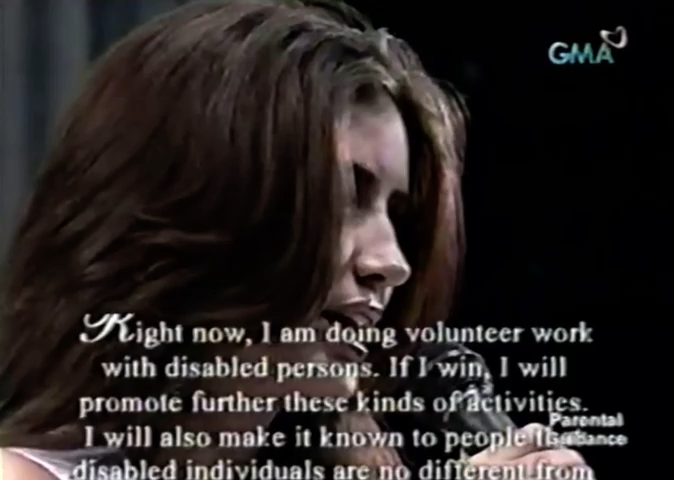 GMA
Right now, I am doing volunteer work
with disabled persons. If I win, I will
promote further these kinds of activities.
I will also make it known to people
Parental
Guidance
disabled individuals are no different from